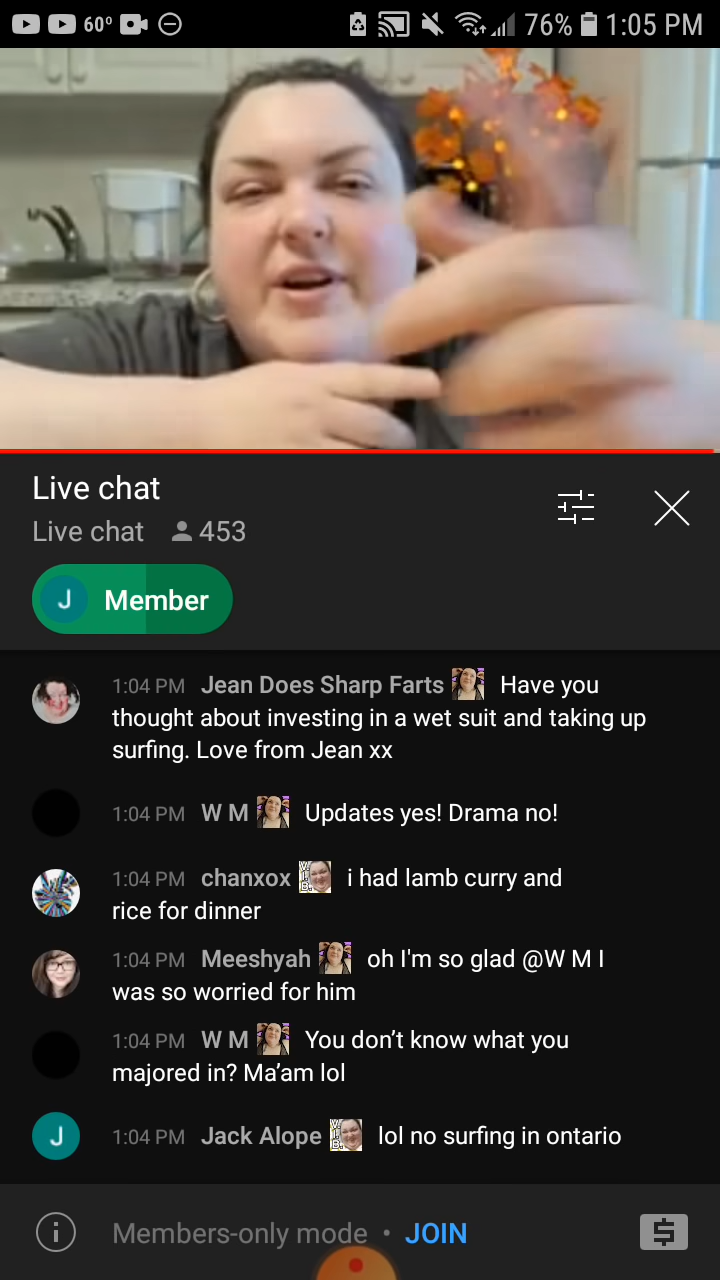 60° 76% 1:05 PM
Live chat
Live chat 453
J Member
1:04 PM Jean Does Sharp Farts Have you
thought about investing in a wet suit and taking up
surfing. Love from Jean xx
1:04 PM W M Updates yes! Drama no!
1:04 PM chanxox i had lamb curry and
rice for dinner
1:04 PM Meeshyah oh I'm so glad @W M I
was so worried for him
1:04 PM W M You don’t know what you
majored in? Ma’am lol
J 1:04 PM Jack Alope lol no surfing in ontario
Members-only mode • JOIN